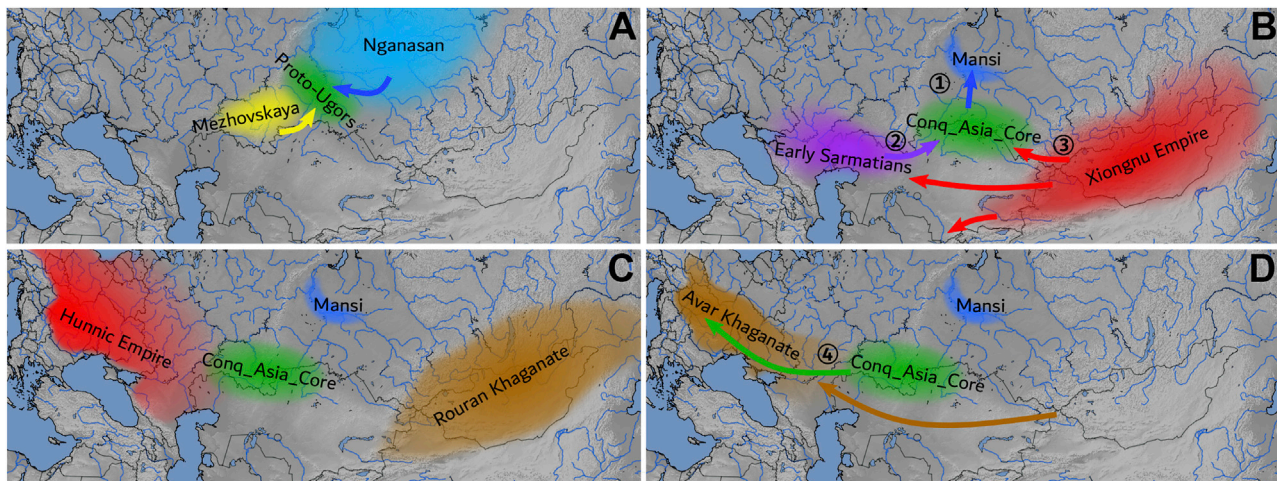 A
Nganasan
Proto-Ugors
Mezhovskaya
B
Mansi
①
Conq_Asia_Core
②
Early Sarmatians
③
Xiongnu Empire
C
Mansi
Hunnic Empire
Conq_Asia_Core
Rouran Khaganate
D
Avar Khaganate
Mansi
④
Conq_Asia_Core